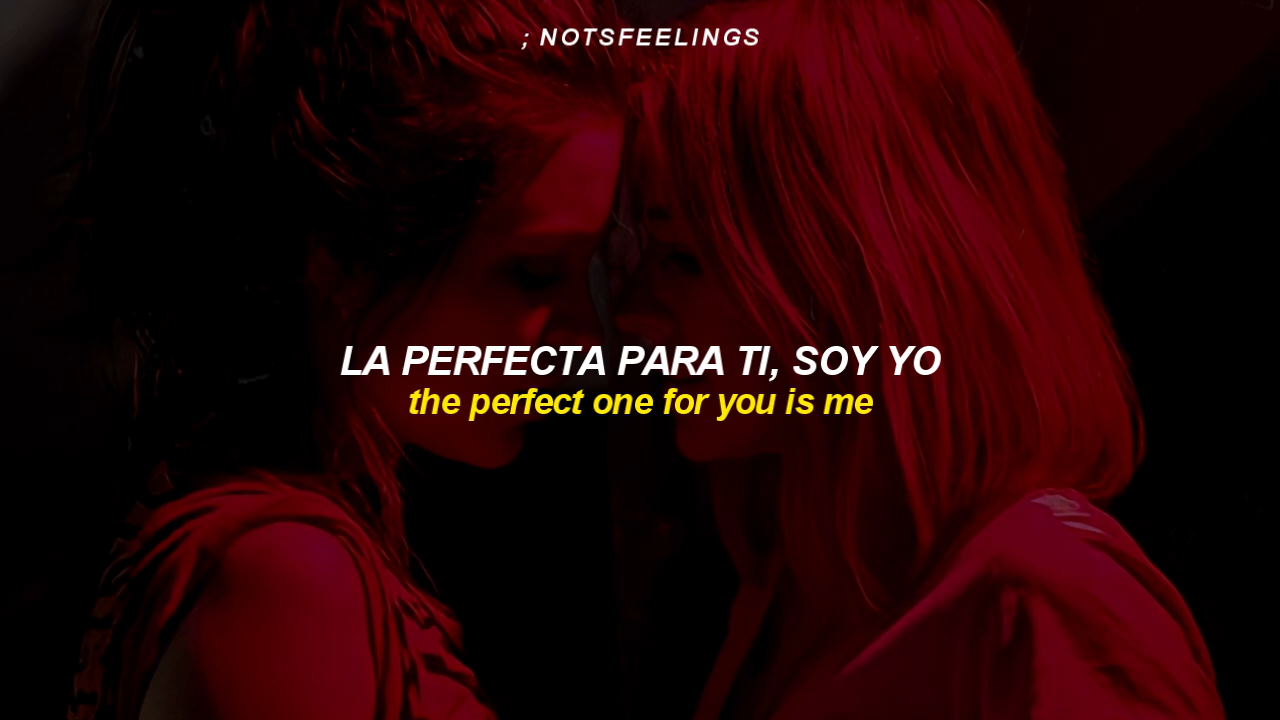 ; NOTSFEELINGS
LA PERFECTA PARA TI, SOY YO
the perfect one for you is me